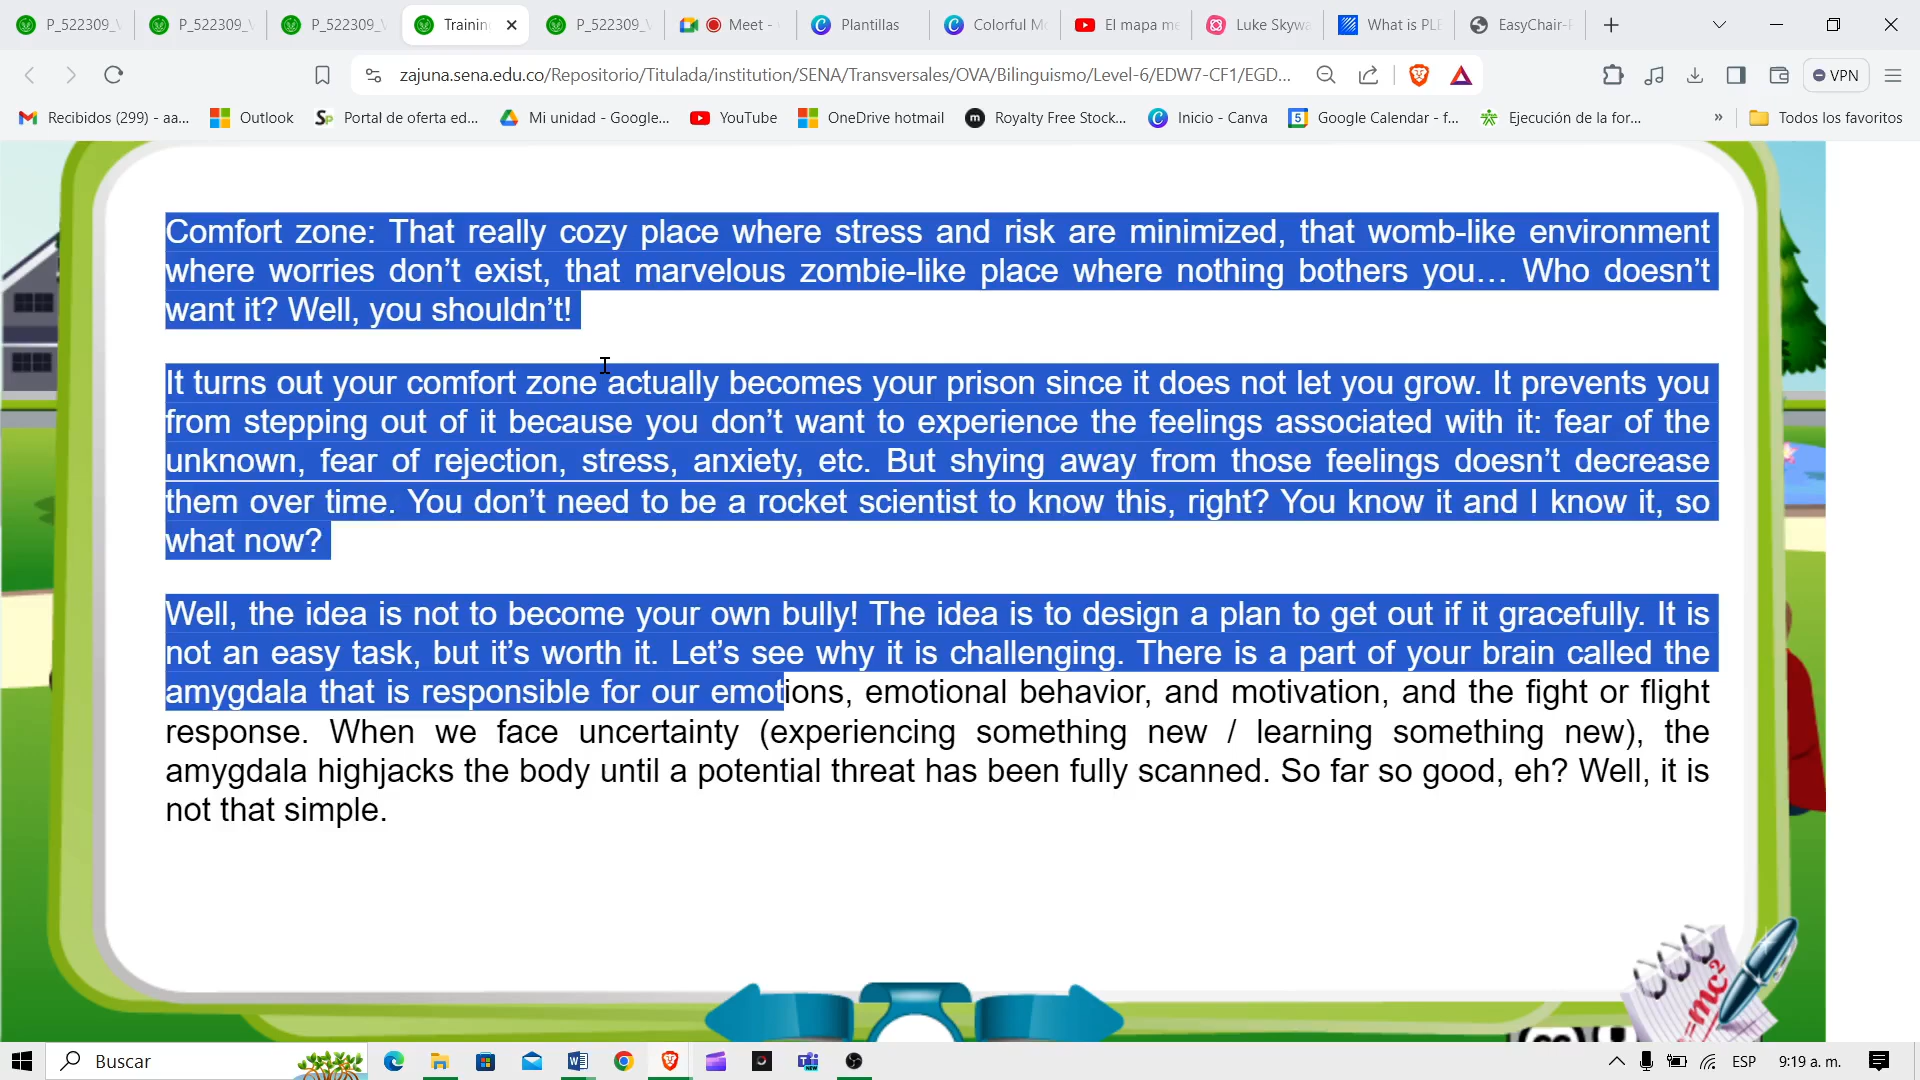 P_522309_
P_522309_
P_522309_
Training
P_522309_
Meet -
Plantillas
Colorful Mo
El mapa me
Luke Skywa
What is PLE
EasyChair-P
zajuna.sena.edu.co/Repositorio/Titulada/institution/SENA/Transversales/OVA/Bilinguismo/Level-6/EDW7-CF1/EGD...
VPN
Recibidos (299) - aa...
Outlook
Portal de oferta ed...
Mi unidad - Google...
YouTube
OneDrive hotmail
Royalty Free Stock...
Inicio - Canva
Google Calendar - f...
Ejecución de la for...
»
Todos los favoritos
Comfort zone: That really cozy place where stress and risk are minimized, that womb-like environment
where worries don’t exist, that marvelous zombie-like place where nothing bothers you… Who doesn’t
want it? Well, you shouldn’t!
It turns out your comfort zone actually becomes your prison since it does not let you grow. It prevents you
from stepping out of it because you don’t want to experience the feelings associated with it: fear of the
unknown, fear of rejection, stress, anxiety, etc. But shying away from those feelings doesn’t decrease
them over time. You don’t need to be a rocket scientist to know this, right? You know it and I know it, so
what now?
Well, the idea is not to become your own bully! The idea is to design a plan to get out if it gracefully. It is
not an easy task, but it’s worth it. Let’s see why it is challenging. There is a part of your brain called the
amygdala that is responsible for our emotions, emotional behavior, and motivation, and the fight or flight
response. When we face uncertainty (experiencing something new / learning something new), the
amygdala highjacks the body until a potential threat has been fully scanned. So far so good, eh? Well, it is
not that simple.
=mc²
Buscar
ESP
9:19 a. m.